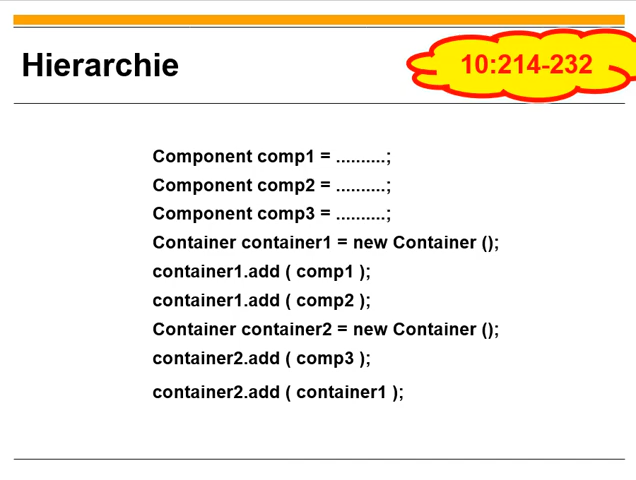 Hierarchie
10:214-232
Component comp1 = ..........;
Component comp2 = ..........;
Component comp3 = ..........;
Container container1 = new Container ();
container1.add ( comp1 );
container1.add ( comp2 );
Container container2 = new Container ();
container2.add ( comp3 );
container2.add ( container1 );